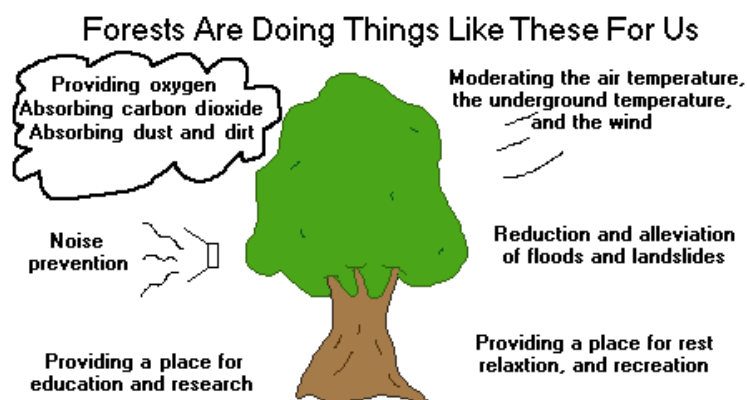 Forests Are Doing Things Like These For Us
Providing oxygen
Absorbing carbon dioxide
Absorbing dust and dirt
Moderating the air temperature,
the underground temperature,
and the wind
Noise
prevention
Reduction and alleviation
of floods and landslides
Providing a place for
education and research
Providing a place for rest
relaxtion, and recreation